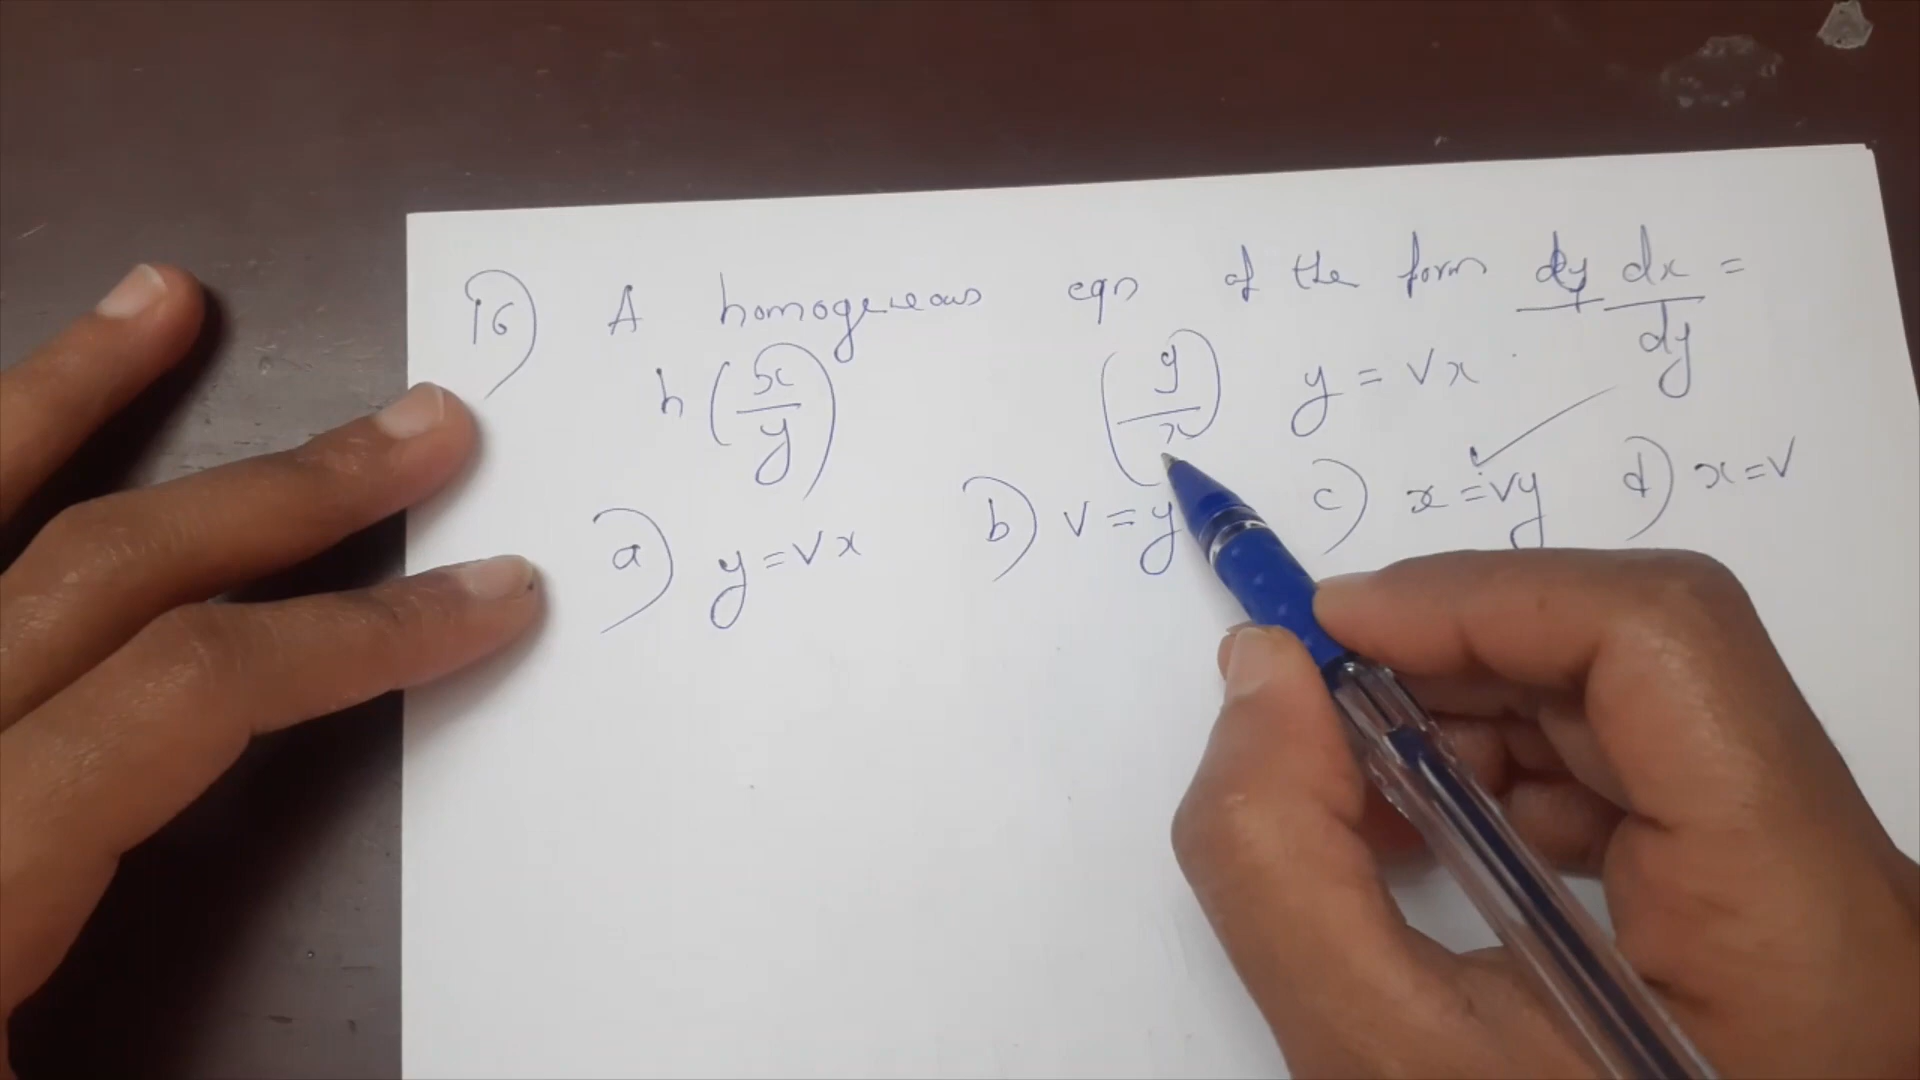 16) A homogeneous eqn of the form dy dx =
dy
h (x/y) (y/x) y = vx
a) y = vx b) v = y c) x = vy d) x = v